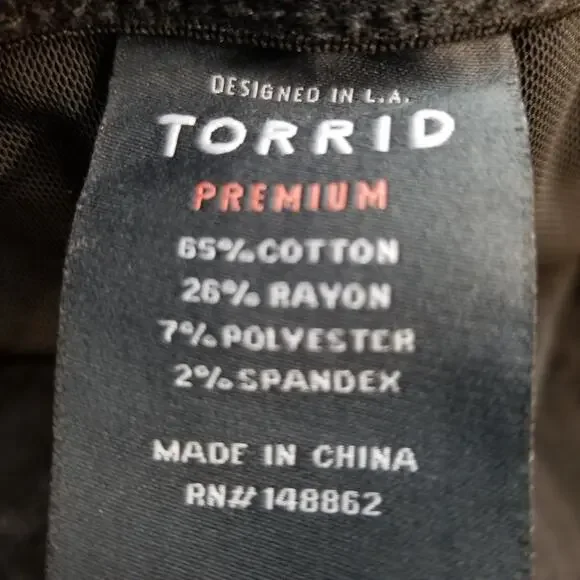 DESIGNED IN L.A.
TORRID
PREMIUM
65% COTTON
26% RAYON
7% POLYESTER
2% SPANDEX
MADE IN CHINA
RN# 148862